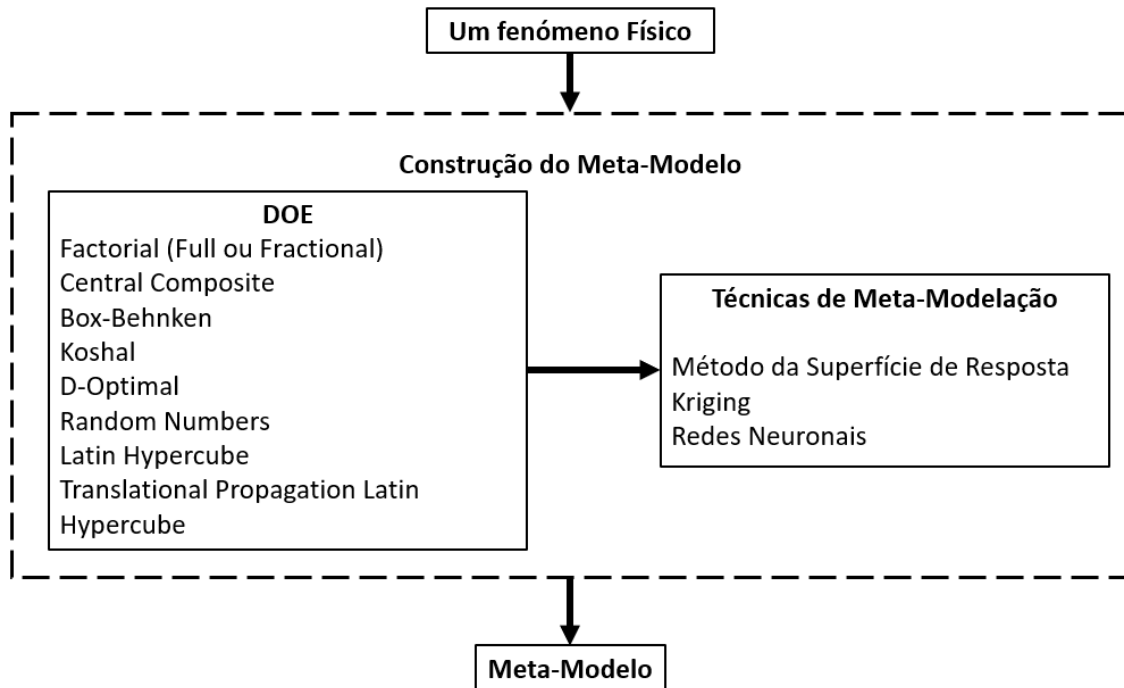 Um fenómeno Físico
Construção do Meta-Modelo
DOE
Factorial (Full ou Fractional)
Central Composite
Box-Behnken
Koshal
D-Optimal
Random Numbers
Latin Hypercube
Translational Propagation Latin
Hypercube
Técnicas de Meta-Modelação
Método da Superfície de Resposta
Kriging
Redes Neuronais
Meta-Modelo